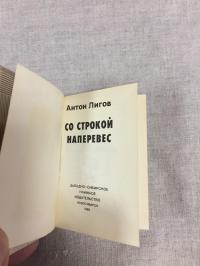 Антон Лигов
СО СТРОКОЙ
НАПЕРЕВЕС
ЗАПАДНО-СИБИРСКОЕ
КНИЖНОЕ
ИЗДАТЕЛЬСТВО
НОВОСИБИРСК